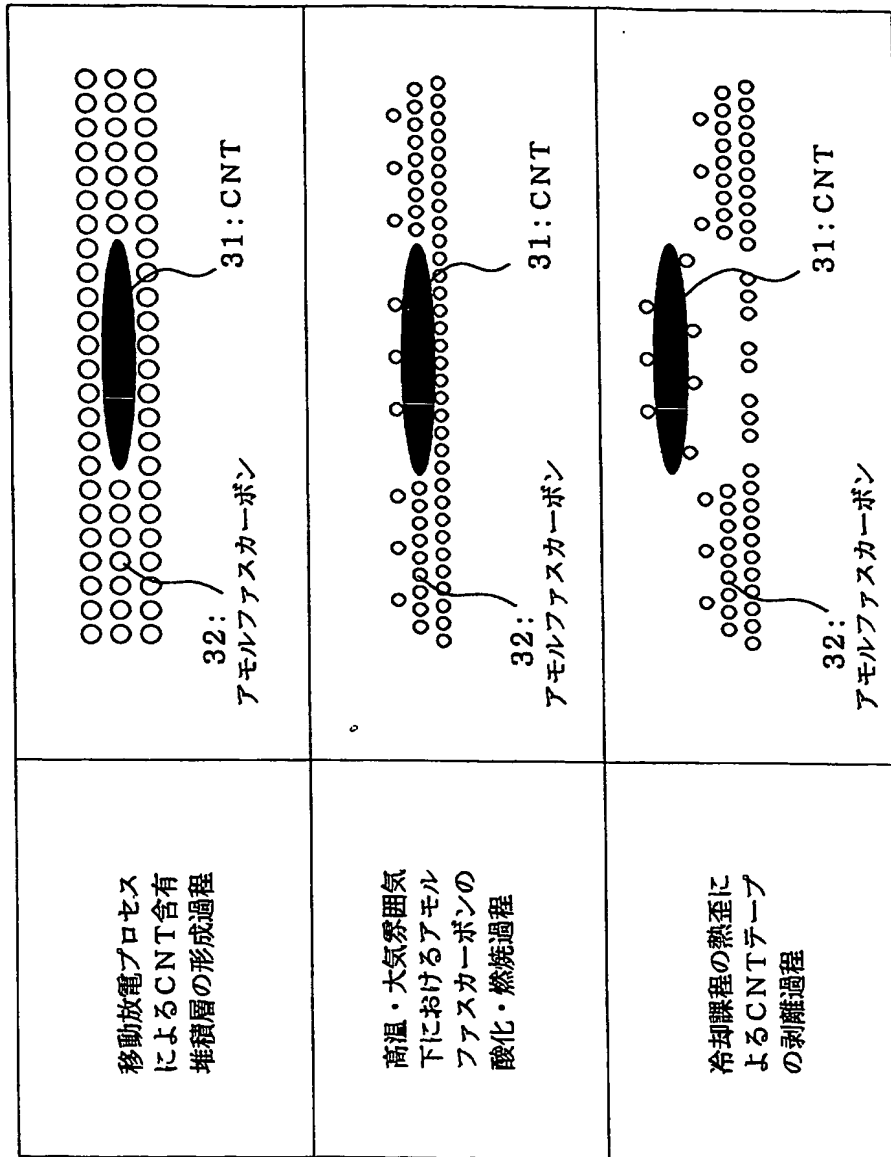 移動放電プロセス
によるCNT含有
堆積層の形成過程
32:
アモルファスカーボン
31:CNT
高温・大気雰囲気
下におけるアモル
ファスカーボンの
酸化・燃焼過程
32:
アモルファスカーボン
31:CNT
冷却課程の熱歪に
よるCNTテープ
の剥離過程
32:
アモルファスカーボン
31:CNT